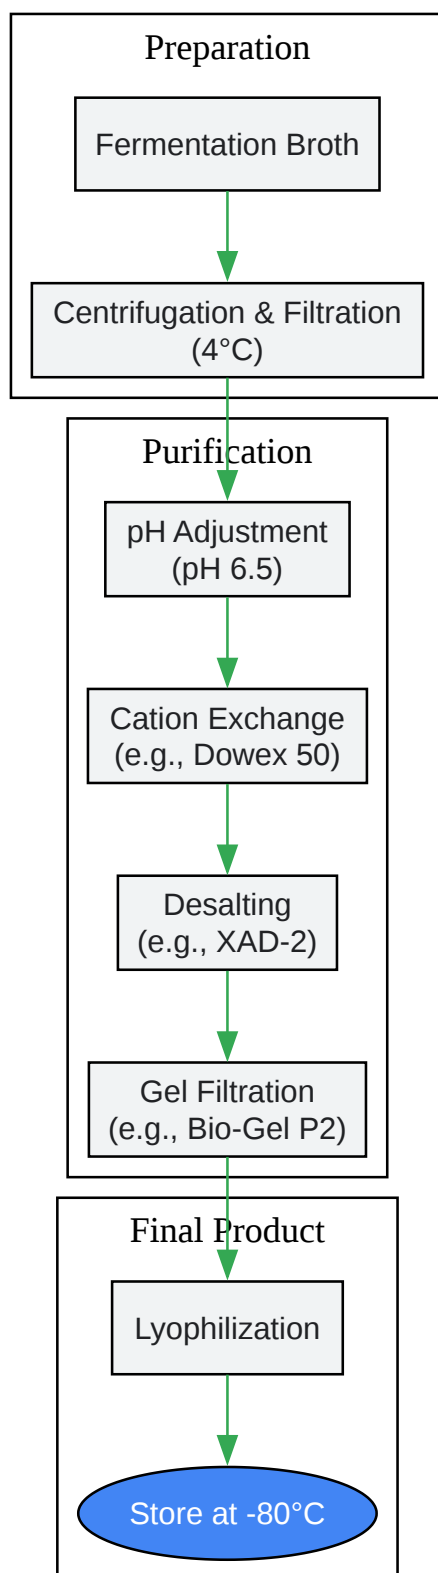 Preparation
Fermentation Broth
Centrifugation & Filtration
(4°C)
Purification
pH Adjustment
(pH 6.5)
Cation Exchange
(e.g., Dowex 50)
Desalting
(e.g., XAD-2)
Gel Filtration
(e.g., Bio-Gel P2)
Final Product
Lyophilization
Store at -80°C